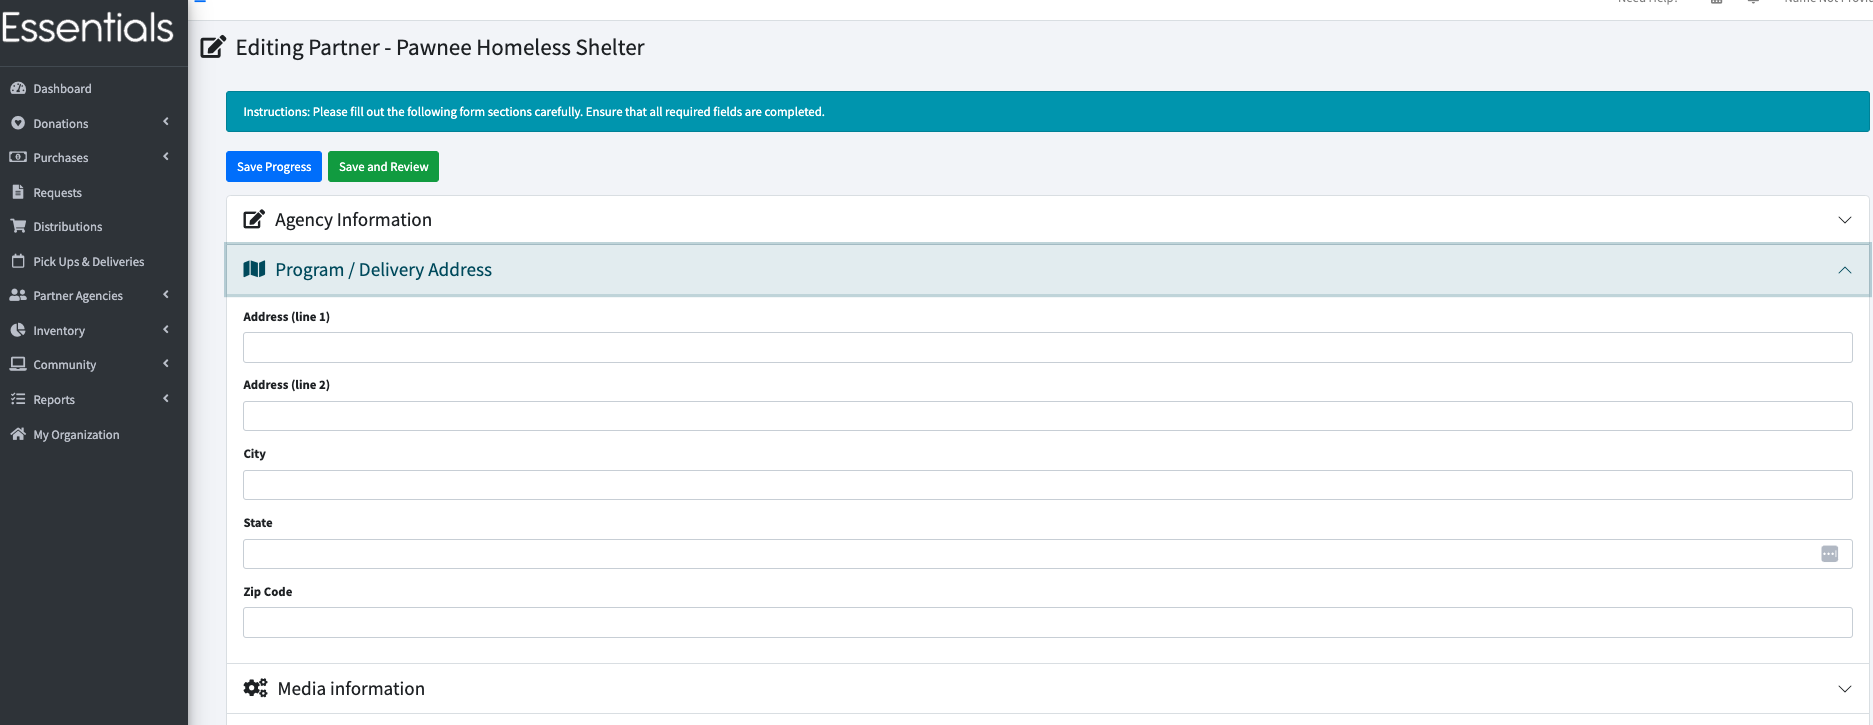 Essentials
Dashboard
Donations
Purchases
Requests
Distributions
Pick Ups & Deliveries
Partner Agencies
Inventory
Community
Reports
My Organization
Need Help?
Editing Partner - Pawnee Homeless Shelter
Instructions: Please fill out the following form sections carefully. Ensure that all required fields are completed.
Save Progress Save and Review
Agency Information
Program / Delivery Address
Address (line 1)
Address (line 2)
City
State
Zip Code
Media information